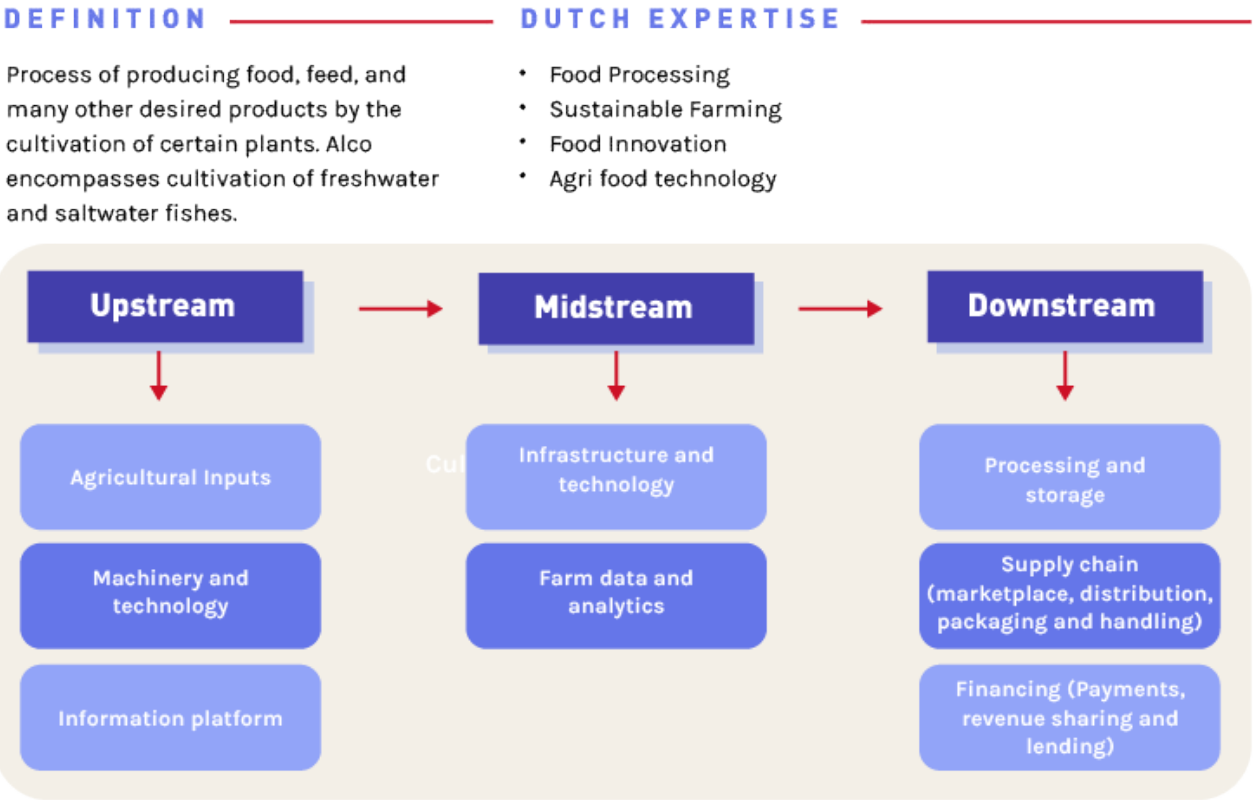 DEFINITION
Process of producing food, feed, and
many other desired products by the
cultivation of certain plants. Alco
encompasses cultivation of freshwater
and saltwater fishes.
DUTCH EXPERTISE
• Food Processing
• Sustainable Farming
• Food Innovation
• Agri food technology
Upstream
Midstream
Downstream
Agricultural Inputs
Machinery and
technology
Information platform
Cul
Infrastructure and
technology
Farm data and
analytics
Processing and
storage
Supply chain
(marketplace, distribution,
packaging and handling)
Financing (Payments,
revenue sharing and
lending)